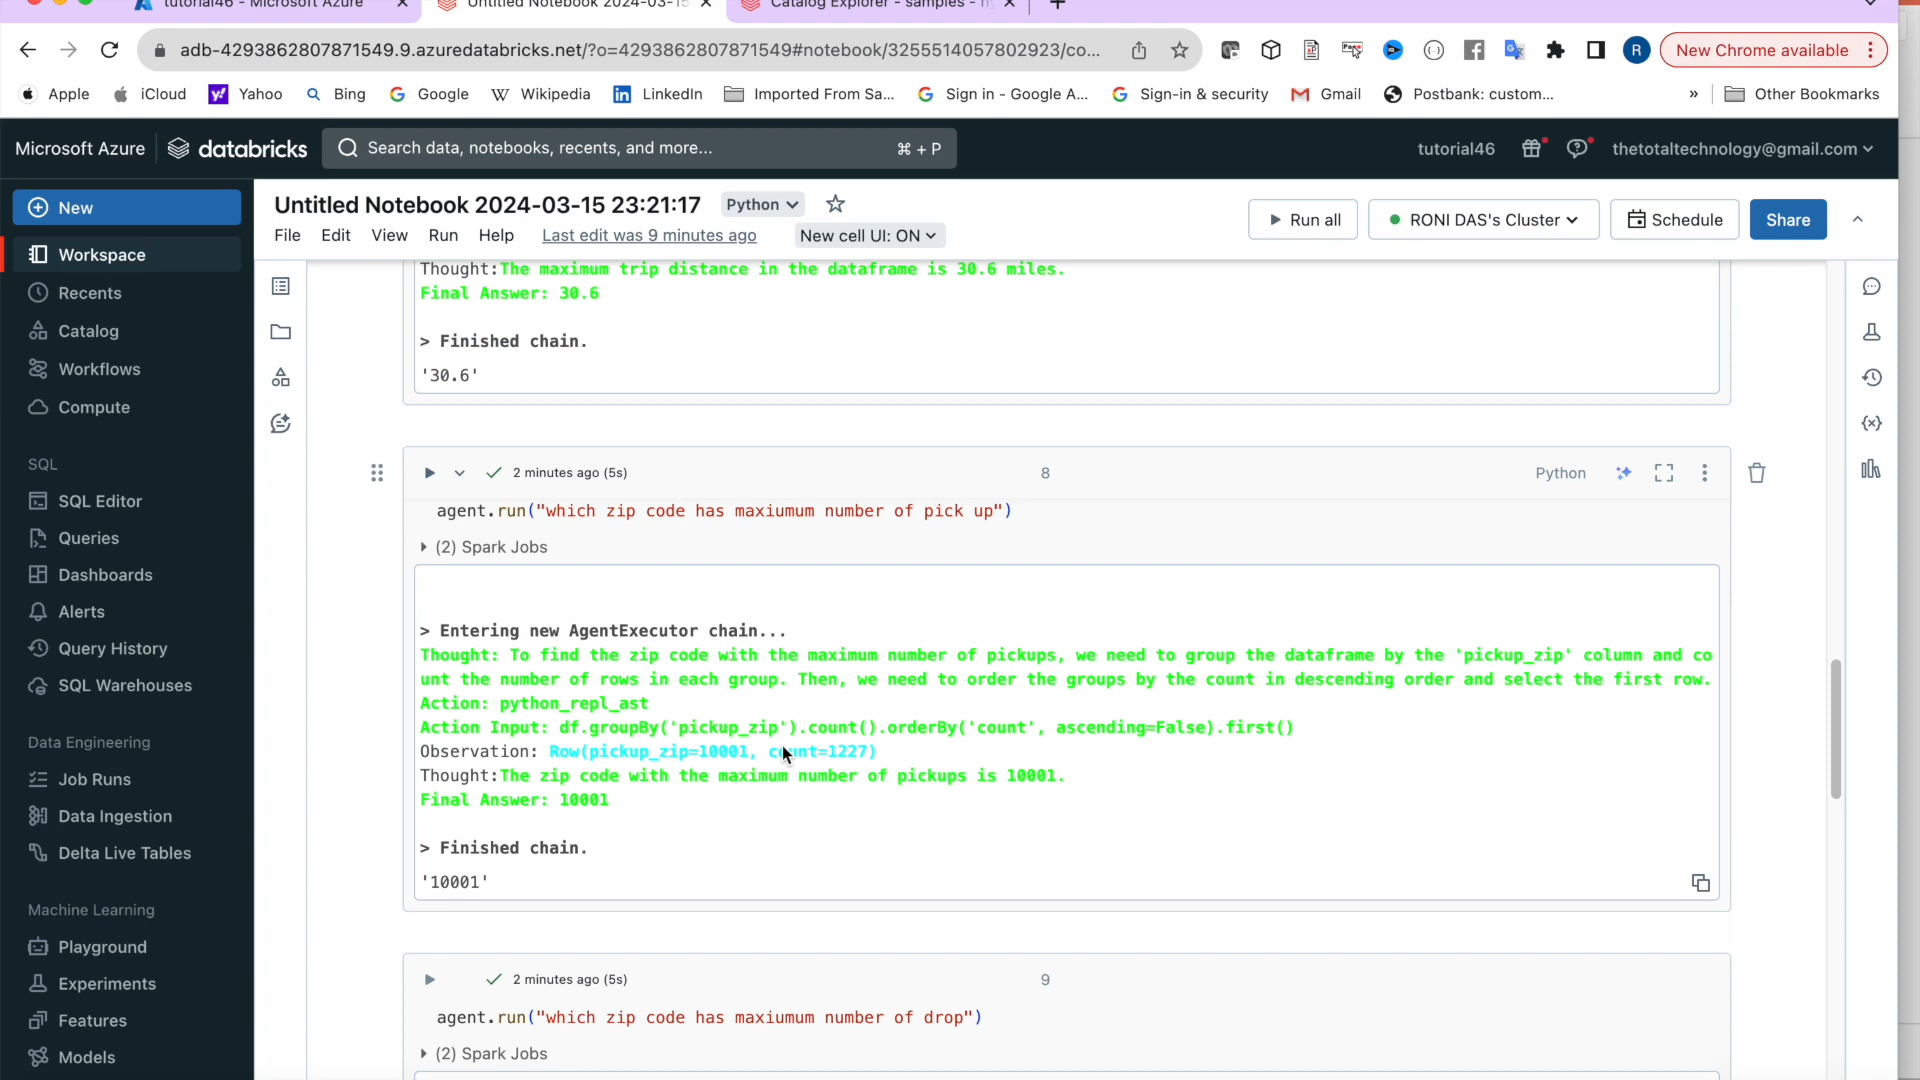 tutorial46 - Microsoft Azure
Untitled Notebook 2024-03-15
Catalog Explorer - samples -
adb-4293862807871549.9.azuredatabricks.net/?o=4293862807871549#notebook/3255514057802923/co...
R
New Chrome available
Apple
iCloud
Yahoo
Bing
Google
Wikipedia
LinkedIn
Imported From Sa...
Sign in - Google A...
Sign-in & security
Gmail
Postbank: custom...
»
Other Bookmarks
Microsoft Azure
databricks
Search data, notebooks, recents, and more...
⌘ + P
tutorial46
thetotaltechnology@gmail.com
New
Workspace
Recents
Catalog
Workflows
Compute
SQL
SQL Editor
Queries
Dashboards
Alerts
Query History
SQL Warehouses
Data Engineering
Job Runs
Data Ingestion
Delta Live Tables
Machine Learning
Playground
Experiments
Features
Models
Untitled Notebook 2024-03-15 23:21:17
Python
File Edit View Run Help
Last edit was 9 minutes ago
New cell UI: ON
Run all
RONI DAS's Cluster
Schedule
Share
Thought:The maximum trip distance in the dataframe is 30.6 miles.
Final Answer: 30.6
> Finished chain.
'30.6'
2 minutes ago (5s)
8
Python
agent.run("which zip code has maxiumum number of pick up")
(2) Spark Jobs
> Entering new AgentExecutor chain...
Thought: To find the zip code with the maximum number of pickups, we need to group the dataframe by the 'pickup_zip' column and co
unt the number of rows in each group. Then, we need to order the groups by the count in descending order and select the first row.
Action: python_repl_ast
Action Input: df.groupBy('pickup_zip').count().orderBy('count', ascending=False).first()
Observation: Row(pickup_zip=10001, count=1227)
Thought:The zip code with the maximum number of pickups is 10001.
Final Answer: 10001
> Finished chain.
'10001'
2 minutes ago (5s)
9
agent.run("which zip code has maxiumum number of drop")
(2) Spark Jobs